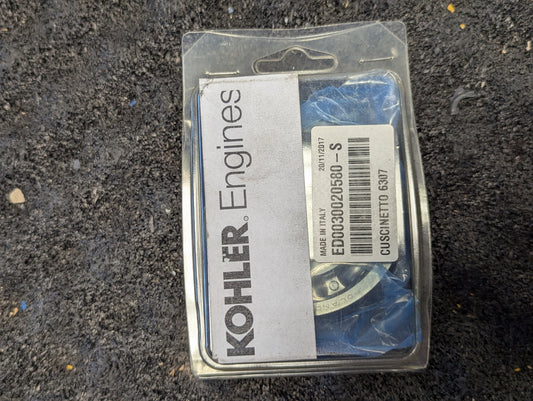 KOHLER. Engines
MADE IN ITALY 20/11/2017
ED0030020580-S
CUSCINETTO 6307